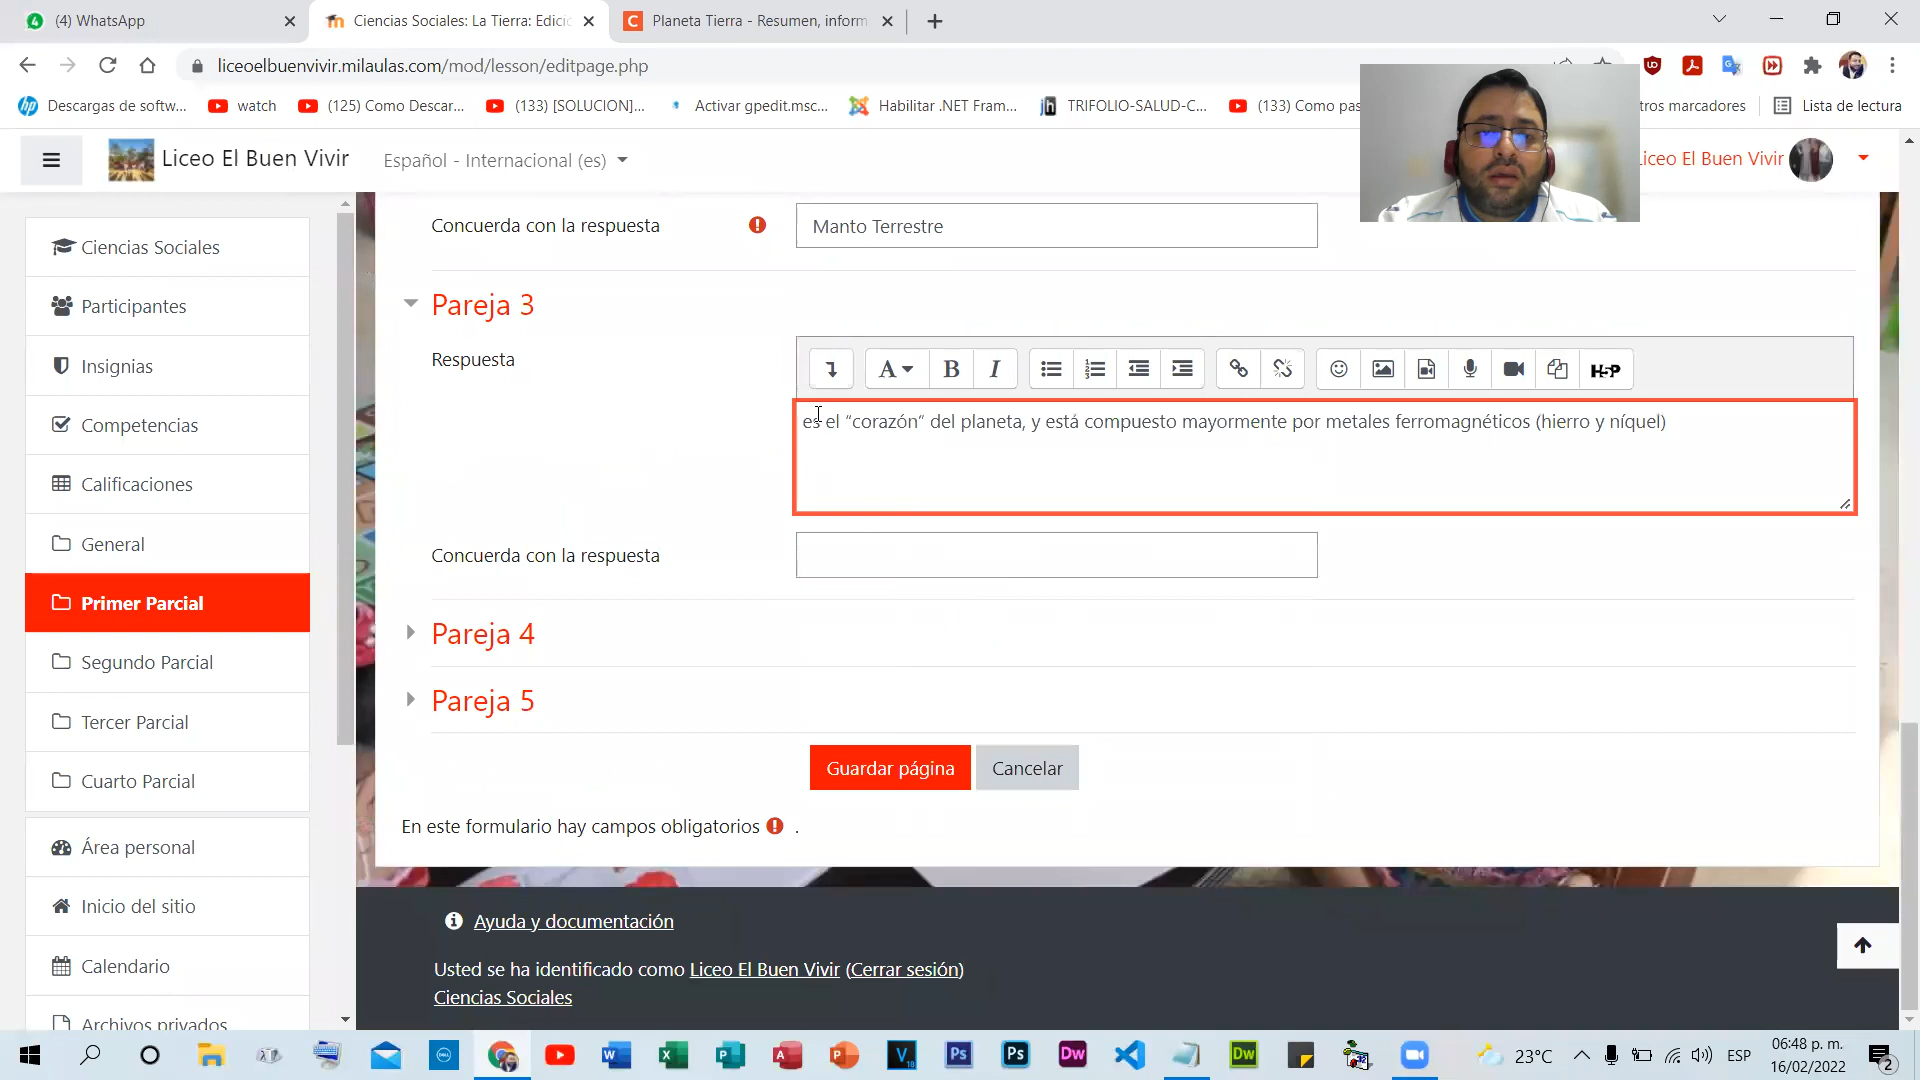 (4) WhatsApp
Ciencias Sociales: La Tierra: Edici
Planeta Tierra - Resumen, inform
liceoelbuenvivir.milaulas.com/mod/lesson/editpage.php
Descargas de softw...
watch
(125) Como Descar...
(133) [SOLUCION]...
Activar gpedit.msc...
Habilitar .NET Fram...
TRIFOLIO-SALUD-C...
(133) Como pas
tros marcadores
Lista de lectura
Liceo El Buen Vivir
Español - Internacional (es)
Liceo El Buen Vivir
Ciencias Sociales
Participantes
Insignias
Competencias
Calificaciones
General
Primer Parcial
Segundo Parcial
Tercer Parcial
Cuarto Parcial
Área personal
Inicio del sitio
Calendario
Archivos privados
Concuerda con la respuesta
Manto Terrestre
Pareja 3
Respuesta
H5P
es el “corazón” del planeta, y está compuesto mayormente por metales ferromagnéticos (hierro y níquel)
Concuerda con la respuesta
Pareja 4
Pareja 5
Guardar página
Cancelar
En este formulario hay campos obligatorios .
Ayuda y documentación
Usted se ha identificado como Liceo El Buen Vivir (Cerrar sesión)
Ciencias Sociales
23°C
ESP
06:48 p. m.
16/02/2022
2